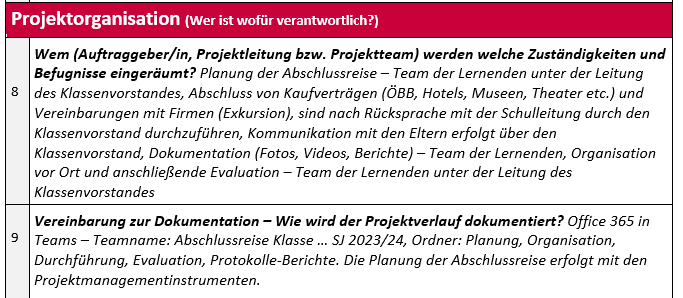 Projektorganisation (Wer ist wofür verantwortlich?)
8
Wem (Auftraggeber/in, Projektleitung bzw. Projektteam) werden welche Zuständigkeiten und
Befugnisse eingeräumt? Planung der Abschlussreise – Team der Lernenden unter der Leitung
des Klassenvorstandes, Abschluss von Kaufverträgen (ÖBB, Hotels, Museen, Theater etc.) und
Vereinbarungen mit Firmen (Exkursion), sind nach Rücksprache mit der Schulleitung durch den
Klassenvorstand durchzuführen, Kommunikation mit den Eltern erfolgt über den
Klassenvorstand, Dokumentation (Fotos, Videos, Berichte) – Team der Lernenden, Organisation
vor Ort und anschließende Evaluation – Team der Lernenden unter der Leitung des
Klassenvorstandes
9
Vereinbarung zur Dokumentation – Wie wird der Projektverlauf dokumentiert? Office 365 in
Teams – Teamname: Abschlussreise Klasse … SJ 2023/24, Ordner: Planung, Organisation,
Durchführung, Evaluation, Protokolle-Berichte. Die Planung der Abschlussreise erfolgt mit den
Projektmanagementinstrumenten.